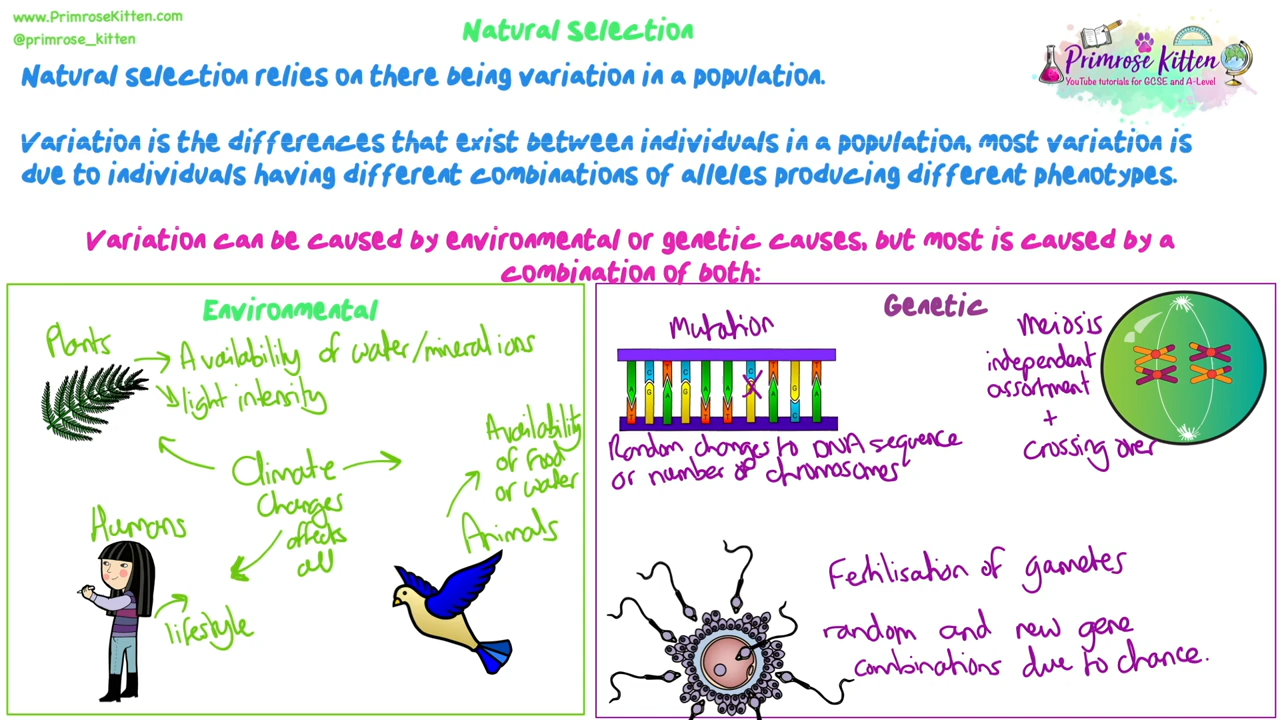 www.PrimroseKitten.com
@primrose_kitten
Natural Selection
Primrose Kitten
YouTube tutorials for GCSE and A-Level
Natural selection relies on there being variation in a population.
Variation is the differences that exist between individuals in a population, most variation is
due to individuals having different combinations of alleles producing different phenotypes.
Variation can be caused by environmental or genetic causes, but most is caused by a
combination of both:
Environmental
Plants
Availability of water/mineral ions
light intensity
Climate
Changes
affects
all
Availability
of food
or water
Animals
Humans
lifestyle
Genetic
Mutation
C T C C T G T
A G A A A
T G T T C A
Random changes to DNA sequence
or number of chromosomes
Meiosis
independent
assortment
+
crossing over
Fertilisation of gametes
random and new gene
combinations due to chance.